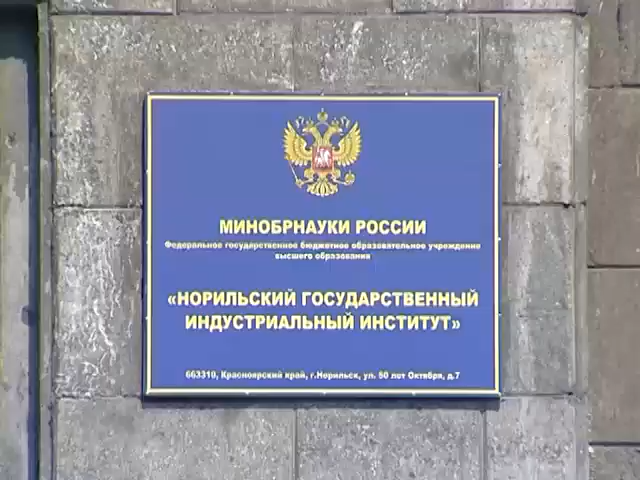 МИНОБРНАУКИ РОССИИ
Федеральное государственное бюджетное образовательное учреждение
высшего образования
«НОРИЛЬСКИЙ ГОСУДАРСТВЕННЫЙ
ИНДУСТРИАЛЬНЫЙ ИНСТИТУТ»
663310, Красноярский край, г.Норильск, ул. 50 лет Октября, д.7